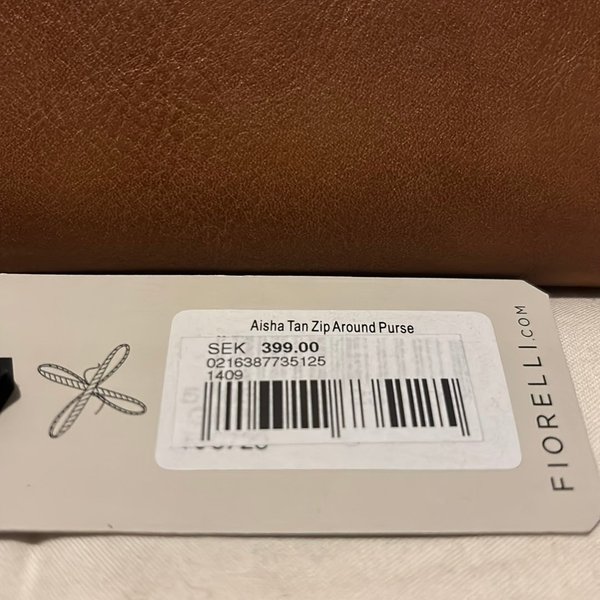 Aisha Tan Zip Around Purse
SEK 399.00
0216387735125
1409
FIORELLI.COM